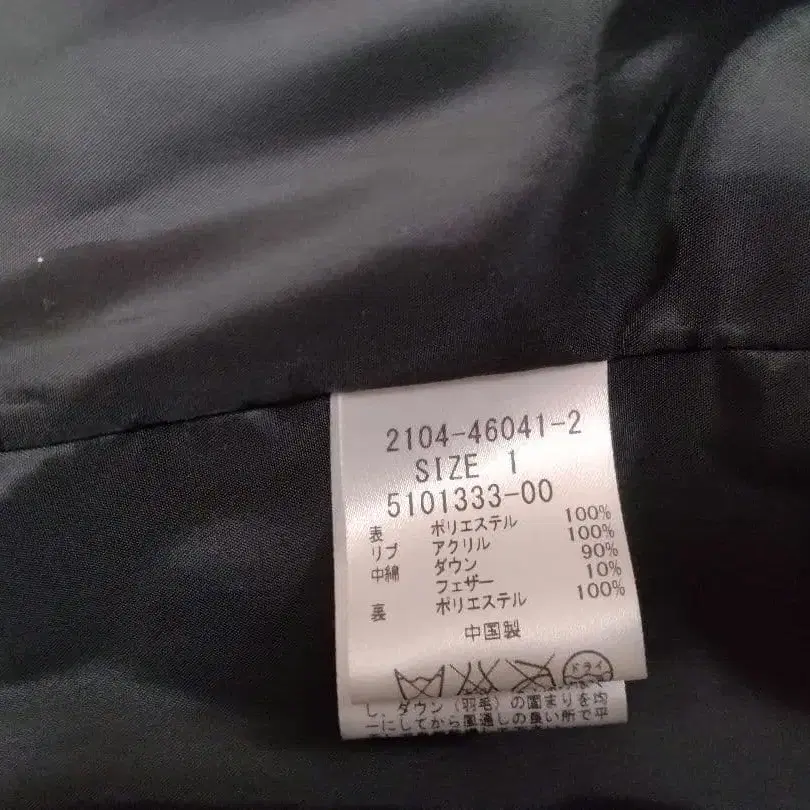 2104-46041-2
SIZE 1
5101333-00
表 ポリエステル 100%
リブ アクリル 100%
中綿 ダウン 90%
フェザー 10%
裏 ポリエステル 100%
中国製
ドライ
し、ダウン(羽毛)の固まりを均
一にしてから風通しの良い所で平